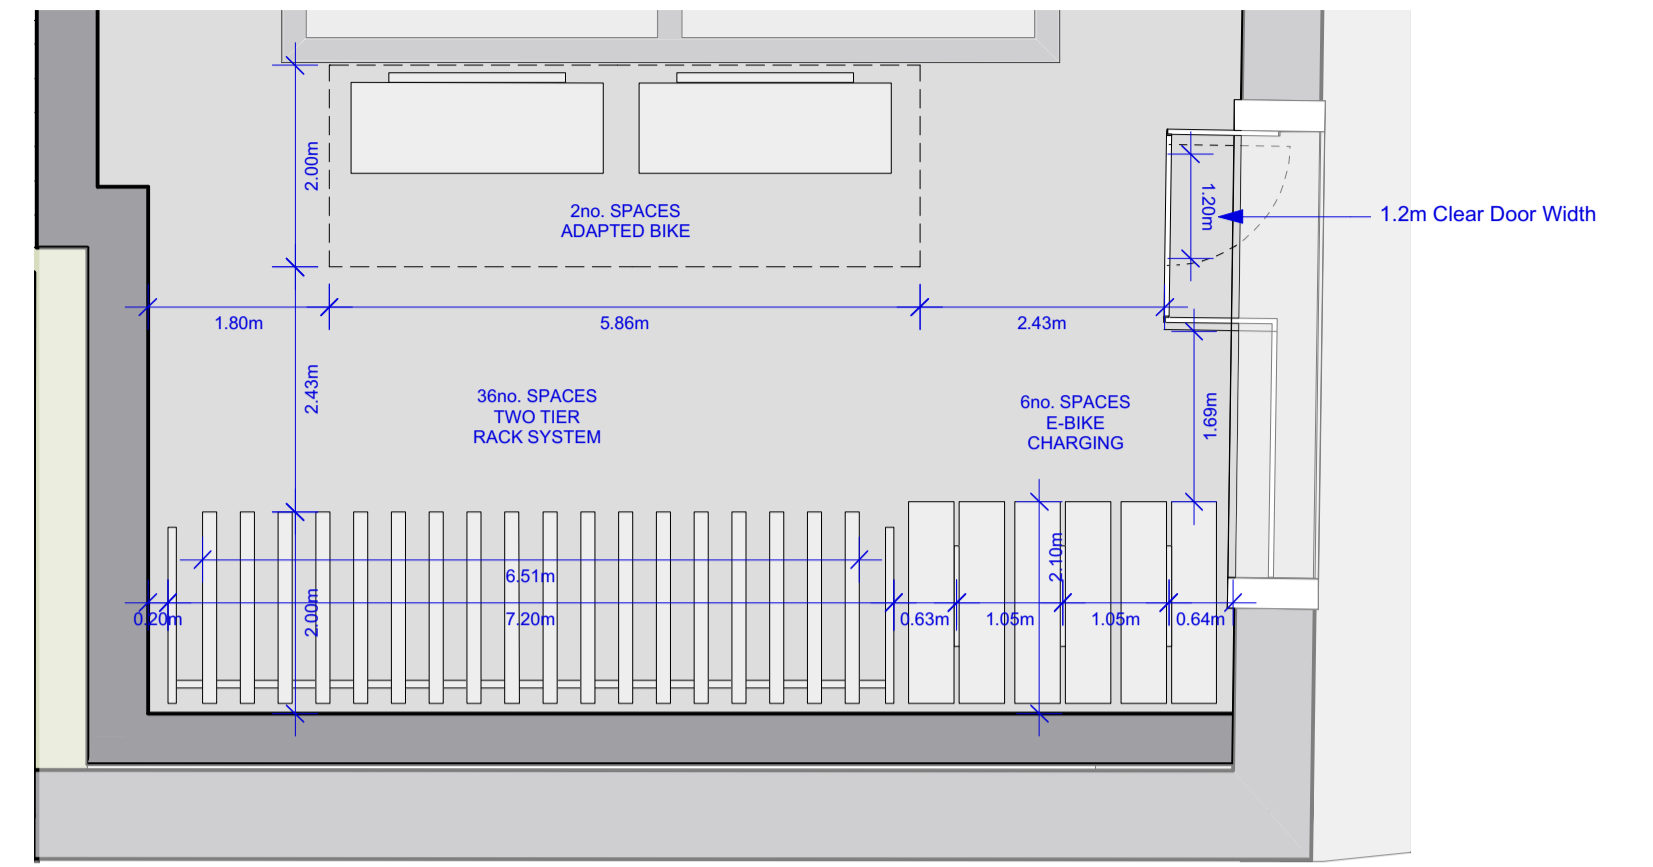 2.00m
2no. SPACES
ADAPTED BIKE
1.20m
1.2m Clear Door Width
1.80m
5.86m
2.43m
2.43m
36no. SPACES
TWO TIER
RACK SYSTEM
6no. SPACES
E-BIKE
CHARGING
1.69m
6.51m
2.10m
0.20m
2.00m
7.20m
0.63m
1.05m
1.05m
0.64m